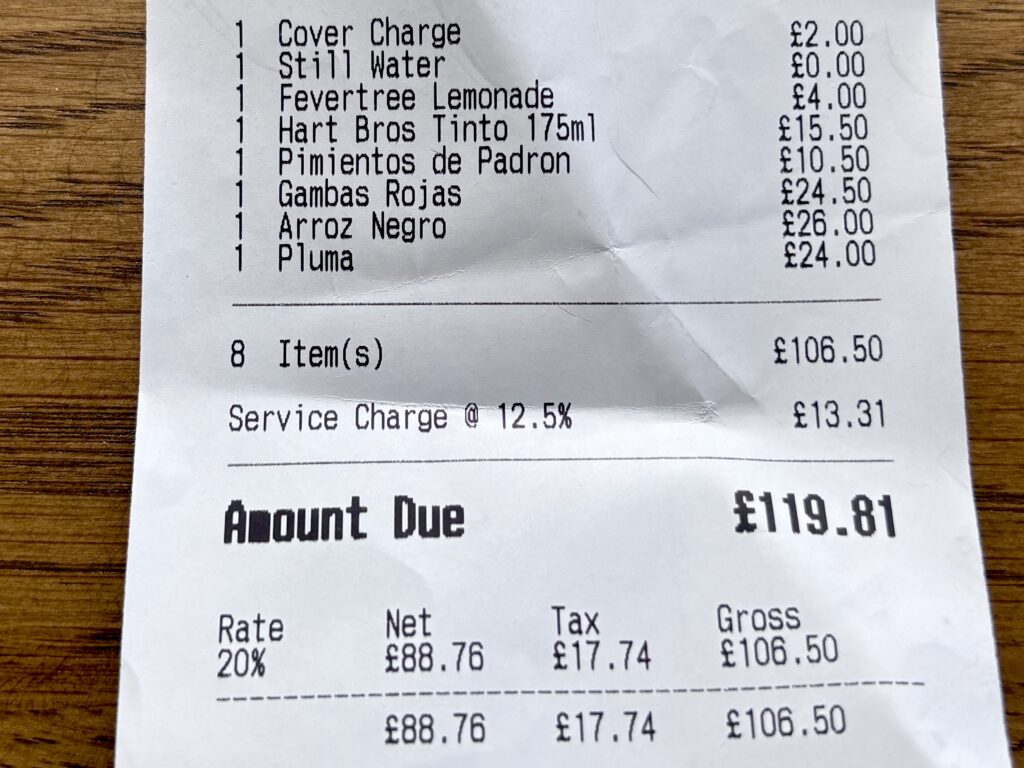 1 Cover Charge £2.00
1 Still Water £0.00
1 Fevertree Lemonade £4.00
1 Hart Bros Tinto 175ml £15.50
1 Pimientos de Padron £10.50
1 Gambas Rojas £24.50
1 Arroz Negro £26.00
1 Pluma £24.00
8 Item(s) £106.50
Service Charge @ 12.5% £13.31
Amount Due £119.81
Rate Net Tax Gross
20% £88.76 £17.74 £106.50
£88.76 £17.74 £106.50